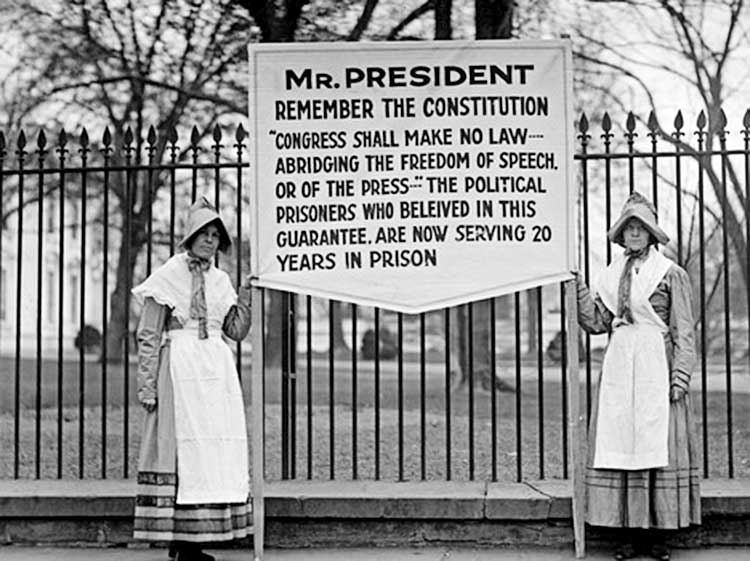 MR. PRESIDENT
REMEMBER THE CONSTITUTION
"CONGRESS SHALL MAKE NO LAW----
ABRIDGING THE FREEDOM OF SPEECH,
OR OF THE PRESS---" THE POLITICAL
PRISONERS WHO BELEIVED IN THIS
GUARANTEE, ARE NOW SERVING 20
YEARS IN PRISON